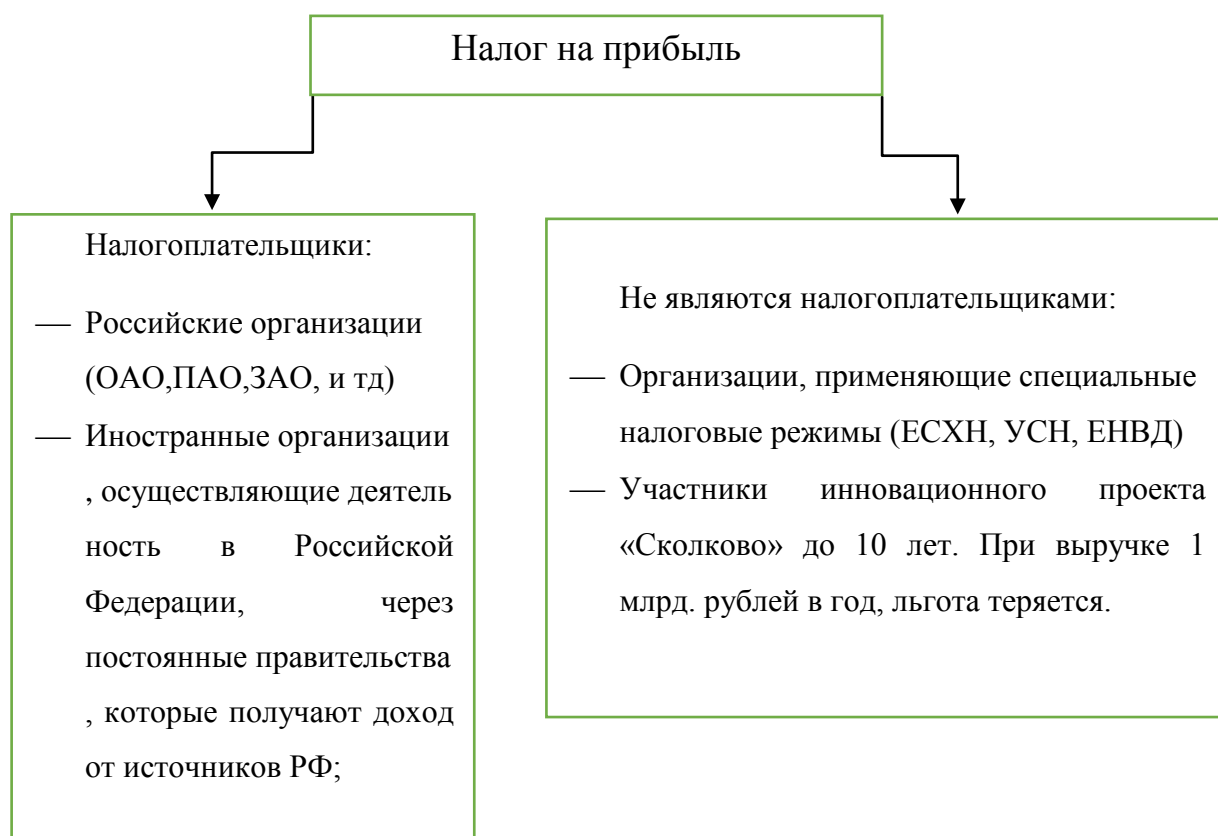 Налог на прибыль
Налогоплательщики:
— Российские организации
(ОАО,ПАО,ЗАО, и тд)
— Иностранные организации
, осуществляющие деятель
ность в Российской
Федерации, через
постоянные правительства
, которые получают доход
от источников РФ;
Не являются налогоплательщиками:
— Организации, применяющие специальные
налоговые режимы (ЕСХН, УСН, ЕНВД)
— Участники инновационного проекта
«Сколково» до 10 лет. При выручке 1
млрд. рублей в год, льгота теряется.